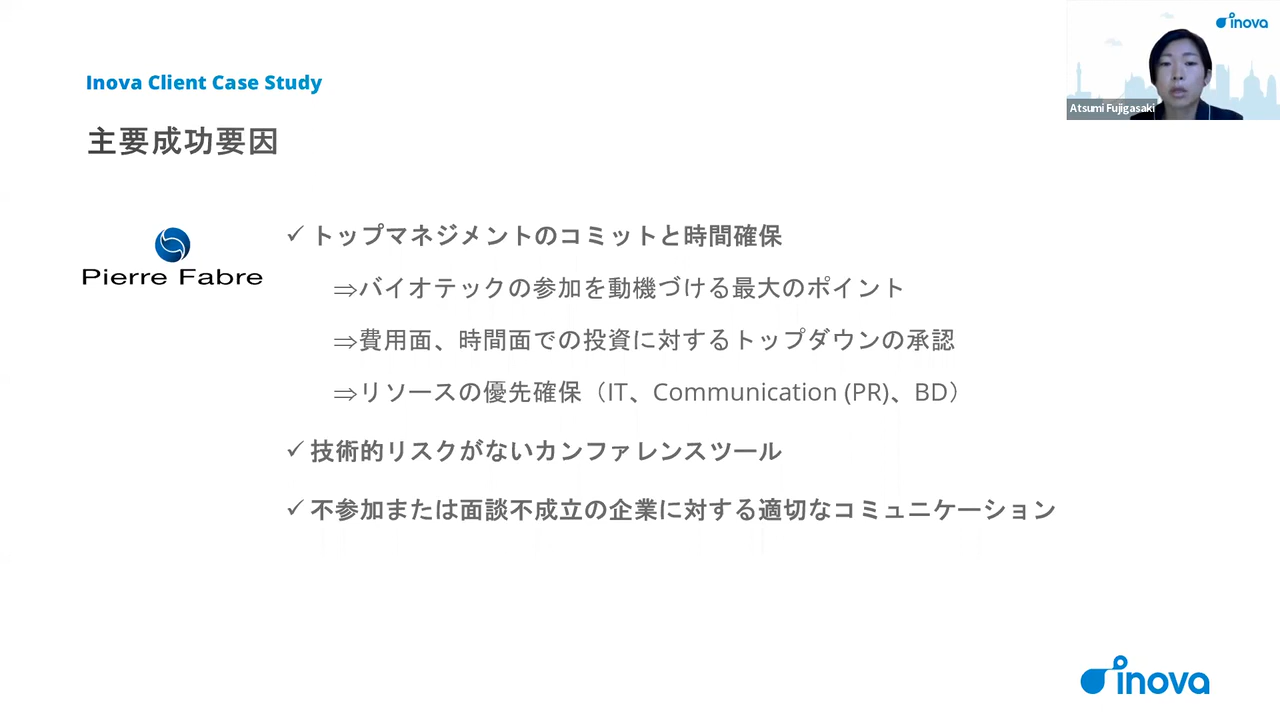 Inova Client Case Study
主要成功要因
inova
Atsumi Fujigasaki
Pierre Fabre
✓ トップマネジメントのコミットと時間確保
⇒バイオテックの参加を動機づける最大のポイント
⇒費用面、時間面での投資に対するトップダウンの承認
⇒リソースの優先確保（IT、Communication (PR)、BD）
✓ 技術的リスクがないカンファレンスツール
✓ 不参加または面談不成立の企業に対する適切なコミュニケーション
inova